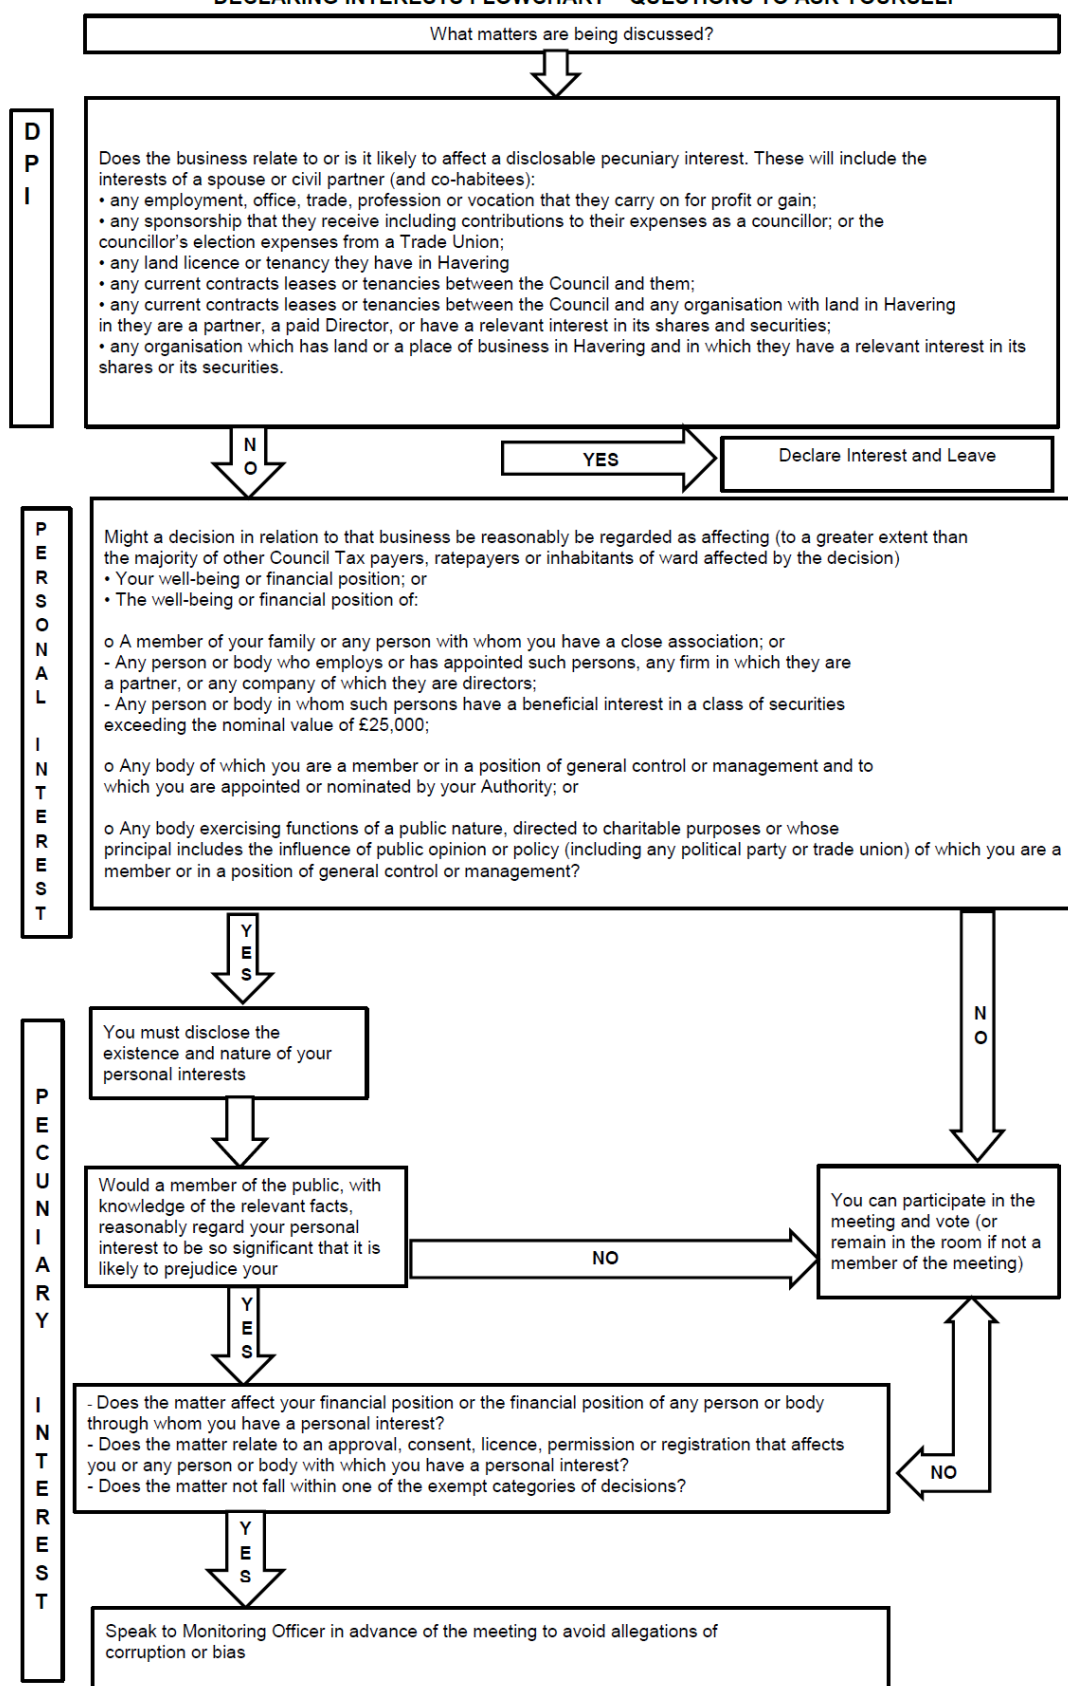 DECLARING INTERESTS FLOWCHART – QUESTIONS TO ASK YOURSELF
What matters are being discussed?
D
P
I
Does the business relate to or is it likely to affect a disclosable pecuniary interest. These will include the
interests of a spouse or civil partner (and co-habitees):
• any employment, office, trade, profession or vocation that they carry on for profit or gain;
• any sponsorship that they receive including contributions to their expenses as a councillor; or the
councillor's election expenses from a Trade Union;
• any land licence or tenancy they have in Havering
• any current contracts leases or tenancies between the Council and them;
• any current contracts leases or tenancies between the Council and any organisation with land in Havering
in they are a partner, a paid Director, or have a relevant interest in its shares and securities;
• any organisation which has land or a place of business in Havering and in which they have a relevant interest in its
shares or its securities.
N
O
YES
Declare Interest and Leave
P
E
R
S
O
N
A
L
I
N
T
E
R
E
S
T
Might a decision in relation to that business be reasonably be regarded as affecting (to a greater extent than
the majority of other Council Tax payers, ratepayers or inhabitants of ward affected by the decision)
• Your well-being or financial position; or
• The well-being or financial position of:
o A member of your family or any person with whom you have a close association; or
- Any person or body who employs or has appointed such persons, any firm in which they are
a partner, or any company of which they are directors;
- Any person or body in whom such persons have a beneficial interest in a class of securities
exceeding the nominal value of £25,000;
o Any body of which you are a member or in a position of general control or management and to
which you are appointed or nominated by your Authority; or
o Any body exercising functions of a public nature, directed to charitable purposes or whose
principal includes the influence of public opinion or policy (including any political party or trade union) of which you are a
member or in a position of general control or management?
Y
E
S
N
O
You must disclose the
existence and nature of your
personal interests
P
E
C
U
N
I
A
R
Y
I
N
T
E
R
E
S
T
Would a member of the public, with
knowledge of the relevant facts,
reasonably regard your personal
interest to be so significant that it is
likely to prejudice your
NO
You can participate in the
meeting and vote (or
remain in the room if not a
member of the meeting)
Y
E
S
- Does the matter affect your financial position or the financial position of any person or body
through whom you have a personal interest?
- Does the matter relate to an approval, consent, licence, permission or registration that affects
you or any person or body with which you have a personal interest?
- Does the matter not fall within one of the exempt categories of decisions?
NO
Y
E
S
Speak to Monitoring Officer in advance of the meeting to avoid allegations of
corruption or bias